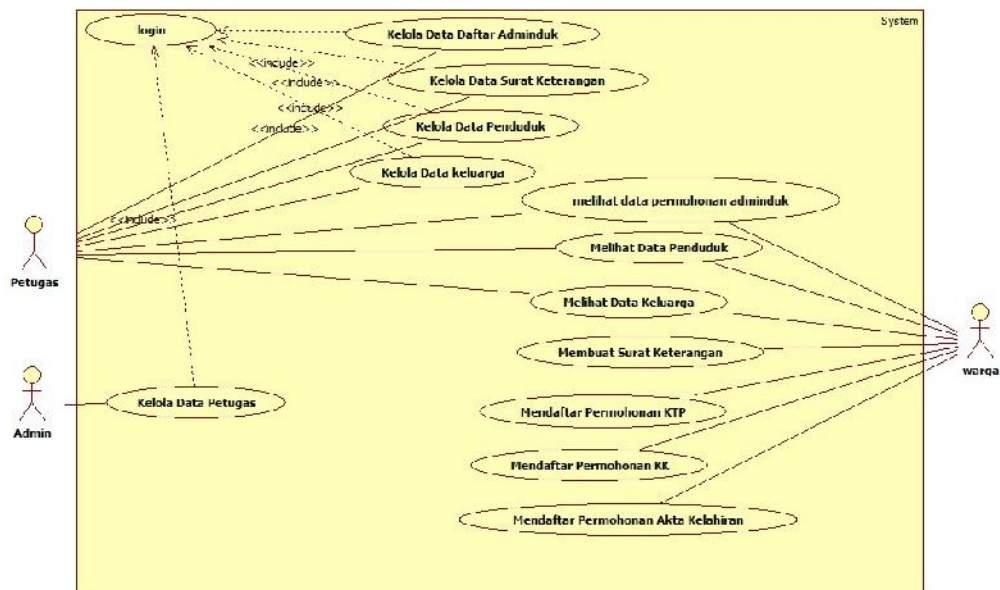 System
login
Kelola Data Daftar Adminduk
<<include>>
Kelola Data Surat Keterangan
<<include>>
<<include>>
Kelola Data Penduduk
<<include>>
Kelola Data keluarga
melihat data permohonan adminduk
<<include>>
Melihat Data Penduduk
Petugas
Melihat Data Keluarga
Membuat Surat Keterangan
warga
Kelola Data Petugas
Mendaftar Permohonan KTP
Admin
Mendaftar Permohonan KK
Mendaftar Permohonan Akta Kelahiran